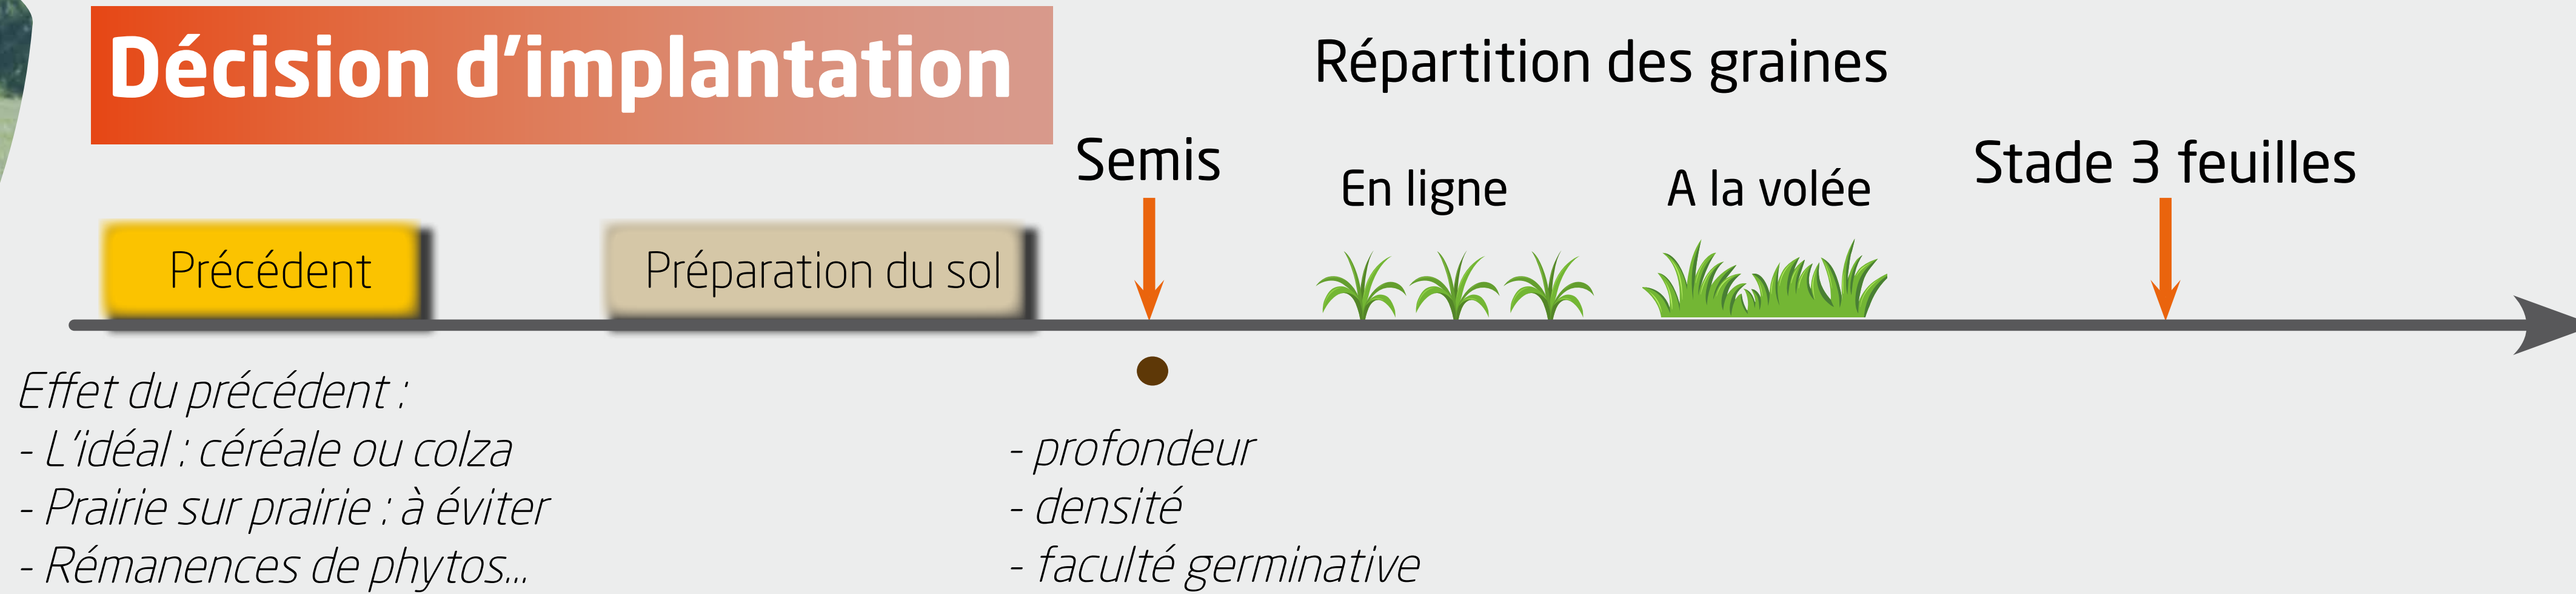 Décision d’implantation
Répartition des graines
Semis
En ligne
A la volée
Stade 3 feuilles
Précédent
Préparation du sol
Effet du précédent :
- L’idéal : céréale ou colza
- Prairie sur prairie : à éviter
- Rémanences de phytos...
- profondeur
- densité
- faculté germinative